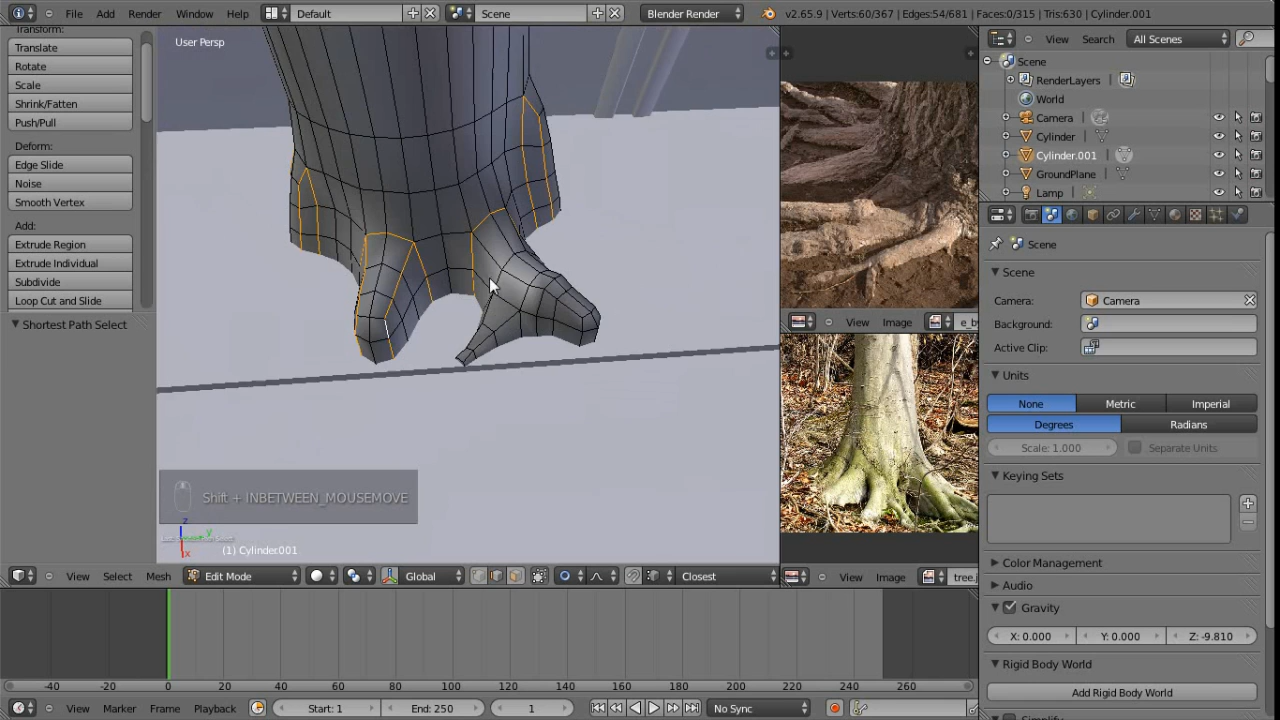 File Add Render Window Help Default Scene Blender Render v2.65.9 | Verts:60/367 | Edges:54/681 | Faces:0/315 | Tris:630 | Cylinder.001
Transform:
Translate
Rotate
Scale
Shrink/Fatten
Push/Pull
Deform:
Edge Slide
Noise
Smooth Vertex
Add:
Extrude Region
Extrude Individual
Subdivide
Loop Cut and Slide
Shortest Path Select
User Persp
Shift + INBETWEEN_MOUSEMOVE
z
y
x
(1) Cylinder.001
View Select Mesh Edit Mode Global Closest
View Image e_b
View Image tree.j
View Search All Scenes
Scene
RenderLayers |
World
Camera |
Cylinder |
Cylinder.001 |
GroundPlane |
Lamp |
Scene
Scene
Camera: Camera
Background:
Active Clip:
Units
None Metric Imperial
Degrees Radians
Scale: 1.000 Separate Units
Keying Sets
Color Management
Audio
Gravity
X: 0.000 Y: 0.000 Z: -9.810
Rigid Body World
Add Rigid Body World
Simplify
-40 -20 0 20 40 60 80 100 120 140 160 180 200 220 240 260
View Marker Frame Playback Start: 1 End: 250 1 No Sync